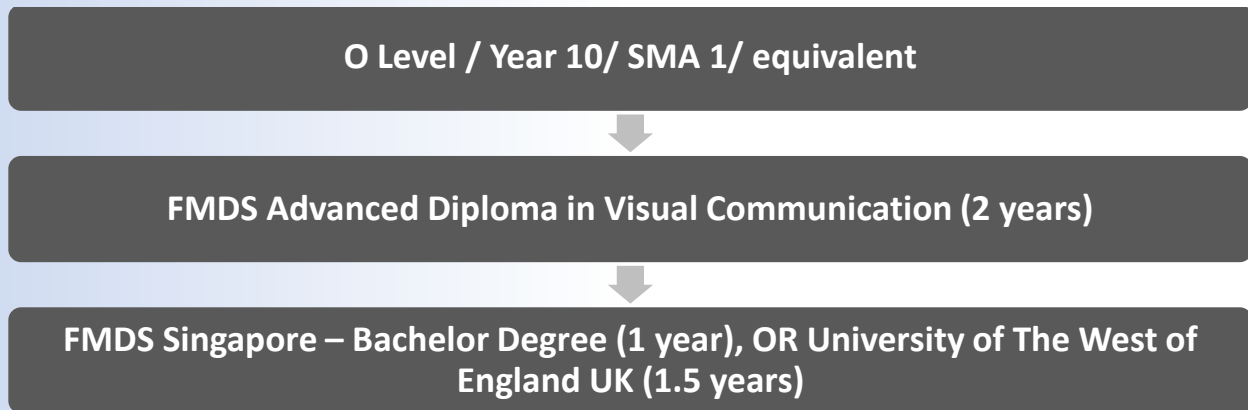 O Level / Year 10/ SMA 1/ equivalent
FMDS Advanced Diploma in Visual Communication (2 years)
FMDS Singapore – Bachelor Degree (1 year), OR University of The West of
England UK (1.5 years)